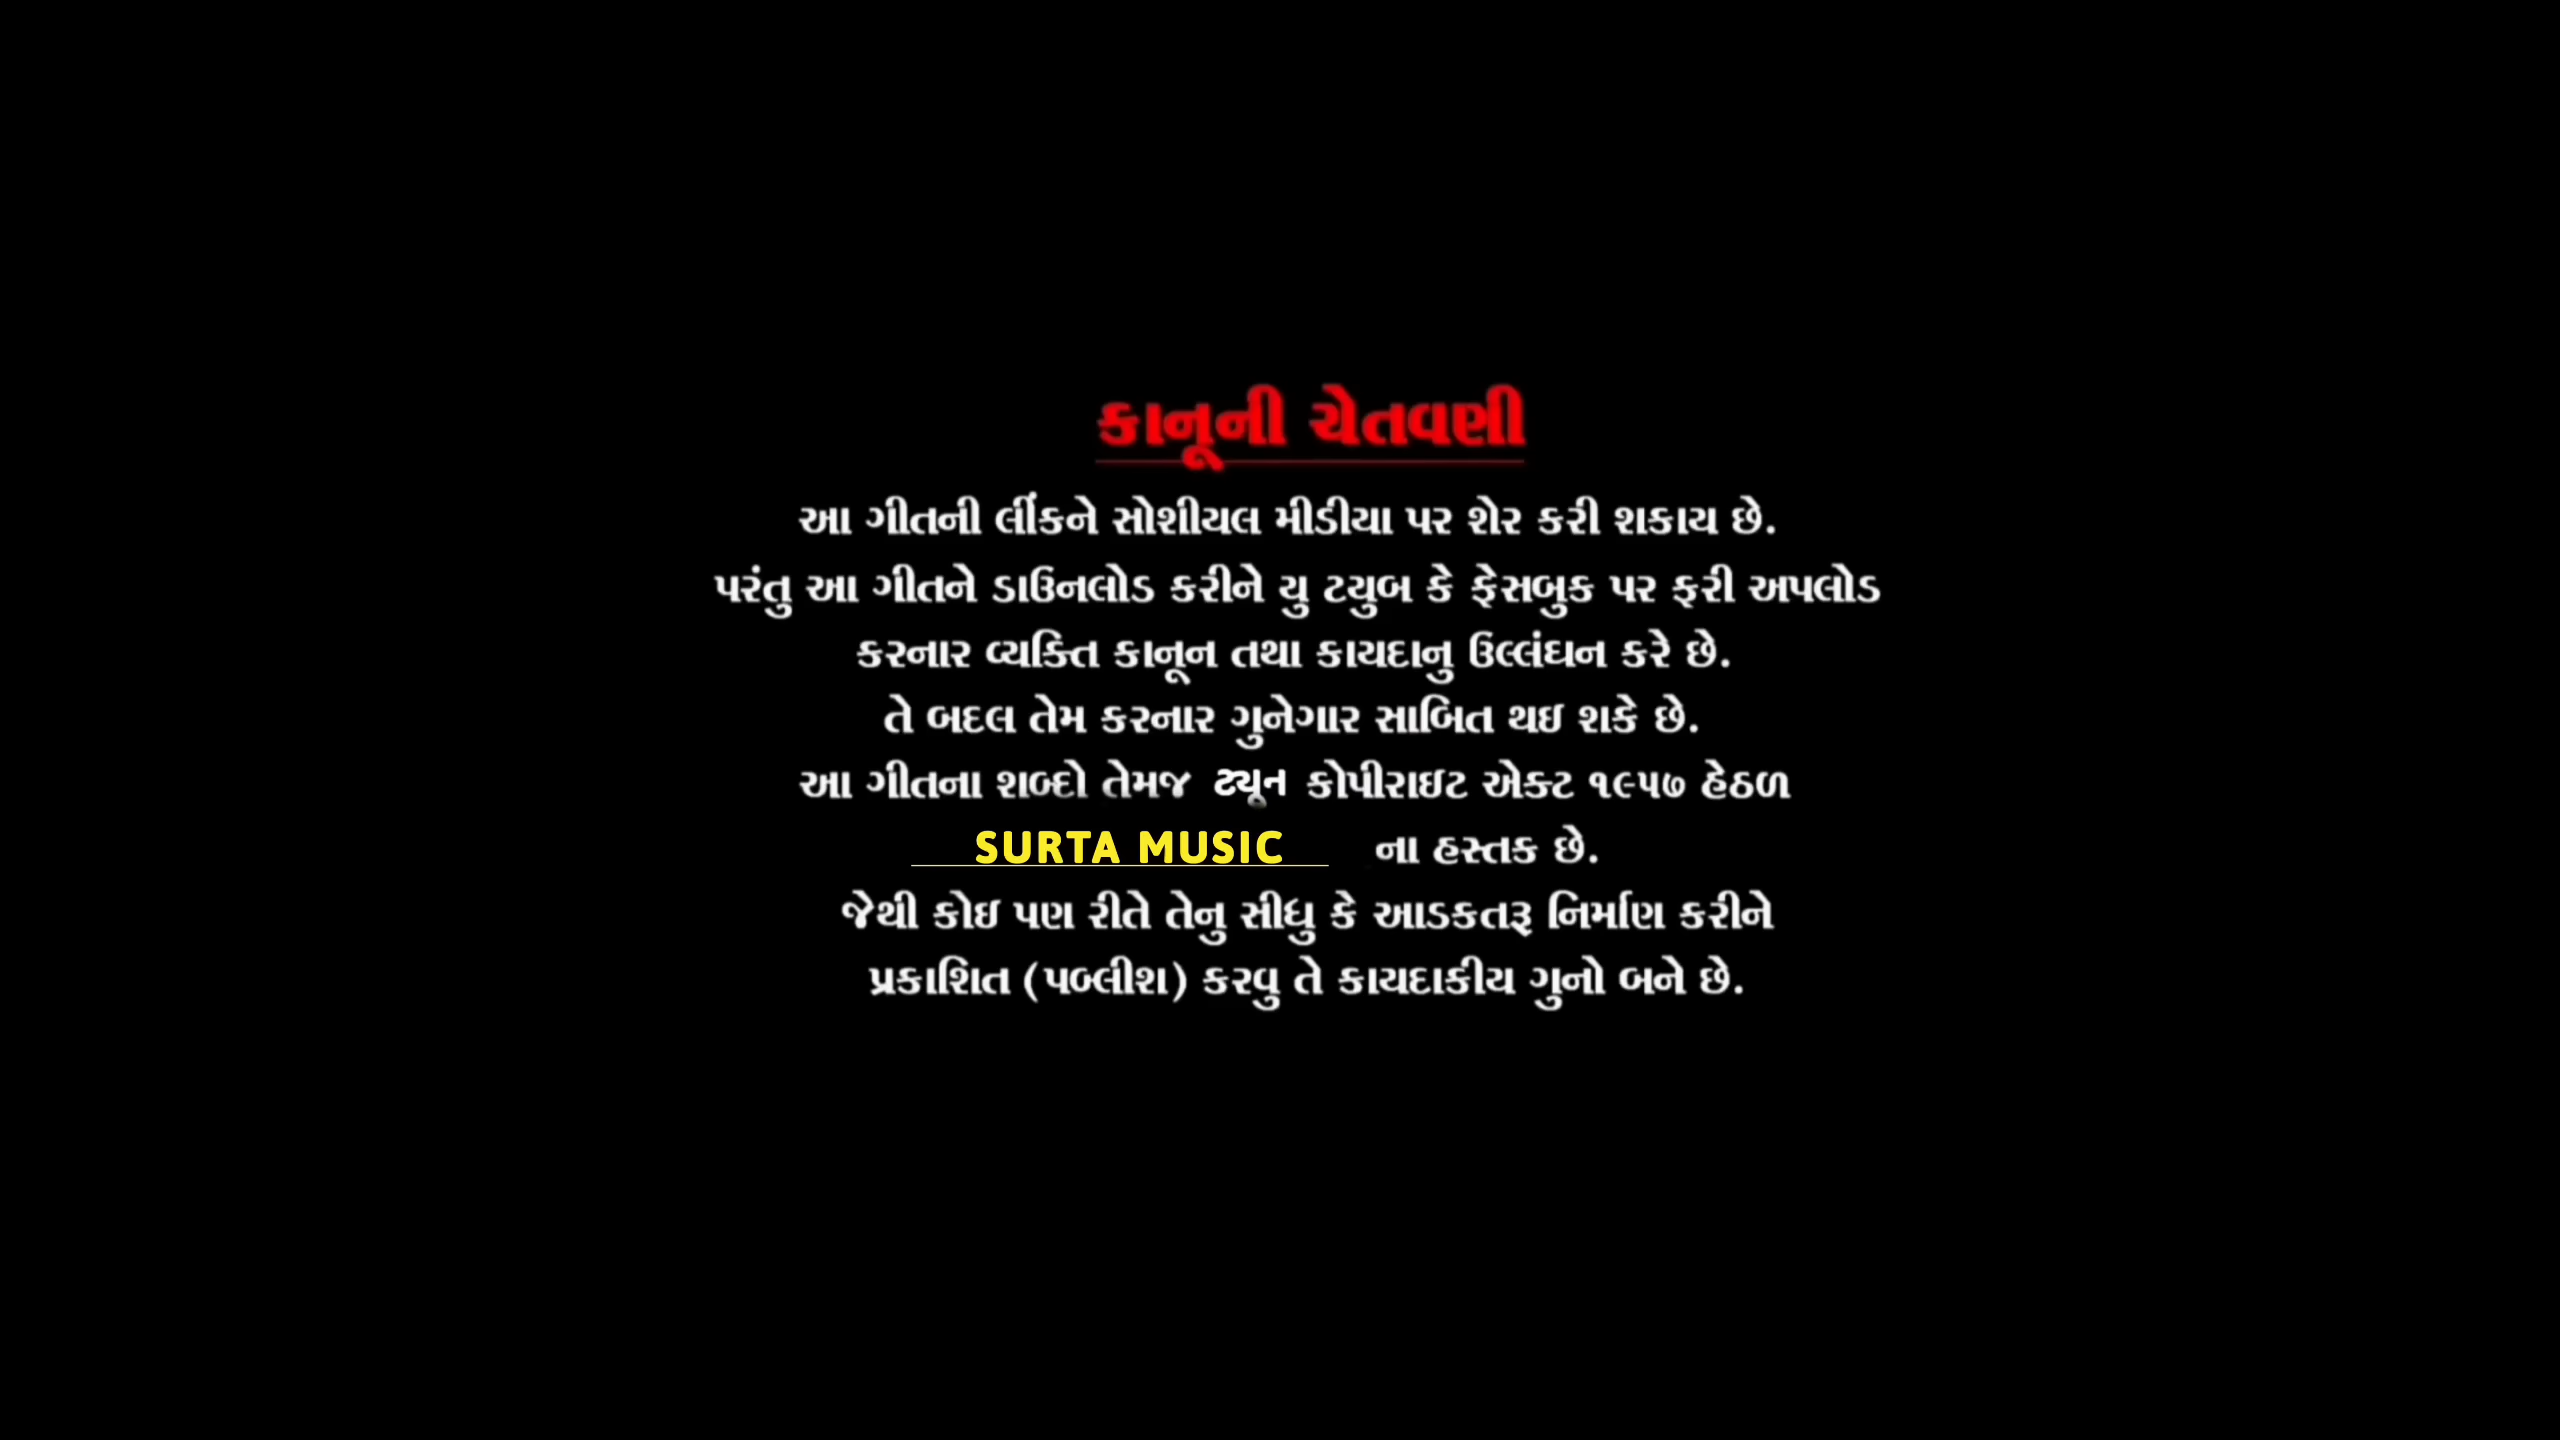 કાનૂની ચેતવણી
આ ગીતની લીંકને સોશીયલ મીડીયા પર શેર કરી શકાય છે.
પરંતુ આ ગીતને ડાઉનલોડ કરીને યુ ટયુબ કે ફેસબુક પર ફરી અપલોડ
કરનાર વ્યક્તિ કાનૂન તથા કાયદાનુ ઉલ્લંઘન કરે છે.
તે બદલ તેમ કરનાર ગુનેગાર સાબિત થઇ શકે છે.
આ ગીતના શબ્દો તેમજ ટ્યૂન કોપીરાઇટ એક્ટ ૧૯૫૭ હેઠળ
SURTA MUSIC ના હસ્તક છે.
જેથી કોઇ પણ રીતે તેનુ સીધુ કે આડકતરૂ નિર્માણ કરીને
પ્રકાશિત (પબ્લીશ) કરવુ તે કાયદાકીય ગુનો બને છે.